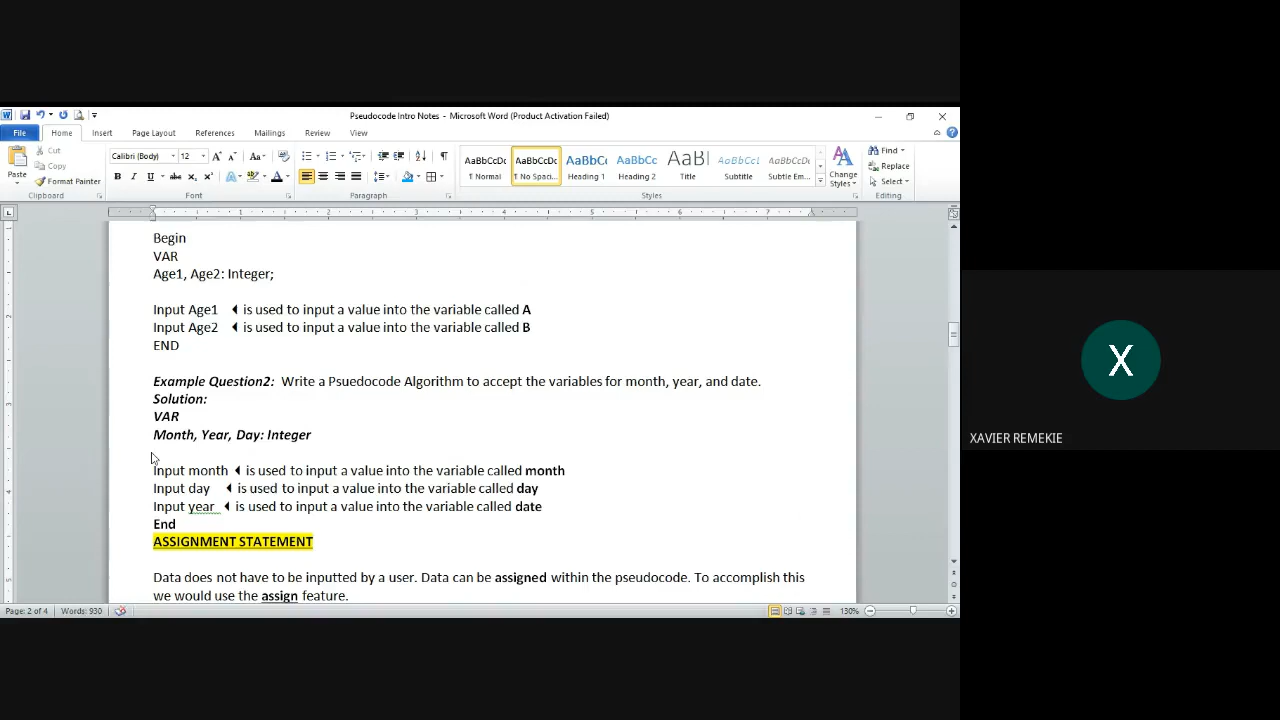 Pseudocode Intro Notes - Microsoft Word (Product Activation Failed)
File Home Insert Page Layout References Mailings Review View
Paste
Cut
Copy
Format Painter
Calibri (Body) 12
AaBbCcDc AaBbCcDc AaBbCc AaBbCc AaBl AaBbCcI AaBbCcDc
¶ Normal ¶ No Spaci... Heading 1 Heading 2 Title Subtitle Subtle Em...
Change Styles
Find
Replace
Select
Clipboard Font Paragraph Styles Editing
Begin
VAR
Age1, Age2: Integer;
Input Age1 is used to input a value into the variable called A
Input Age2 is used to input a value into the variable called B
END
Example Question2: Write a Psuedocode Algorithm to accept the variables for month, year, and date.
Solution:
VAR
Month, Year, Day: Integer
Input month is used to input a value into the variable called month
Input day is used to input a value into the variable called day
Input year is used to input a value into the variable called date
End
ASSIGNMENT STATEMENT
Data does not have to be inputted by a user. Data can be assigned within the pseudocode. To accomplish this
we would use the assign feature.
Page: 2 of 4 Words: 930 130%
X
XAVIER REMEKIE